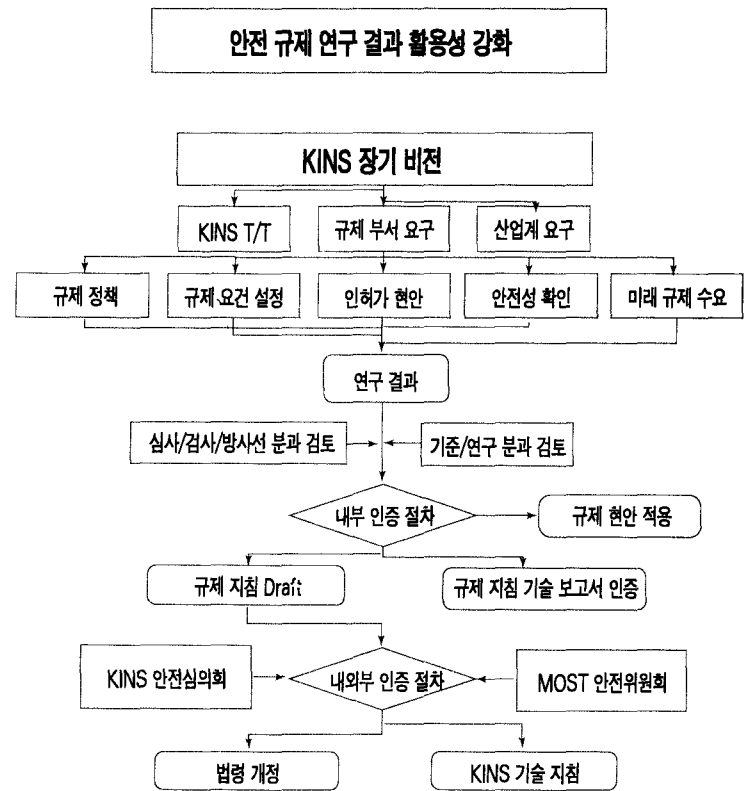 안전 규제 연구 결과 활용성 강화
KINS 장기 비전
KINS T/T
규제 부서 요구
산업계 요구
규제 정책
규제 요건 설정
인허가 현안
안전성 확인
미래 규제 수요
연구 결과
심사/검사/방사선 분과 검토
기준/연구 분과 검토
내부 인증 절차
규제 현안 적용
규제 지침 Draft
규제 지침 기술 보고서 인증
KINS 안전심의회
내외부 인증 절차
MOST 안전위원회
법령 개정
KINS 기술 지침